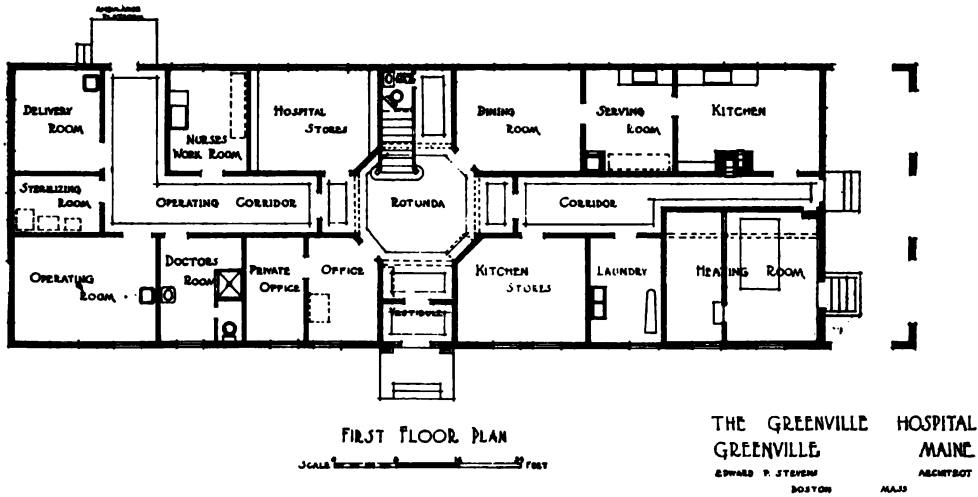 AMBULANCE
PLATFORM
DELIVERY
ROOM
NURSES
WORK ROOM
HOSPITAL
STORES
DINING
ROOM
SERVING
ROOM
KITCHEN
STERILIZING
ROOM
OPERATING CORRIDOR
ROTUNDA
CORRIDOR
OPERATING
ROOM
DOCTORS
ROOM
PRIVATE
OFFICE
OFFICE
VESTIBULE
KITCHEN
STORES
LAUNDRY
HEATING ROOM
FIRST FLOOR PLAN
SCALE FEET
THE GREENVILLE HOSPITAL
GREENVILLE MAINE
EDWARD F. STEVENS ARCHITECT
BOSTON MASS